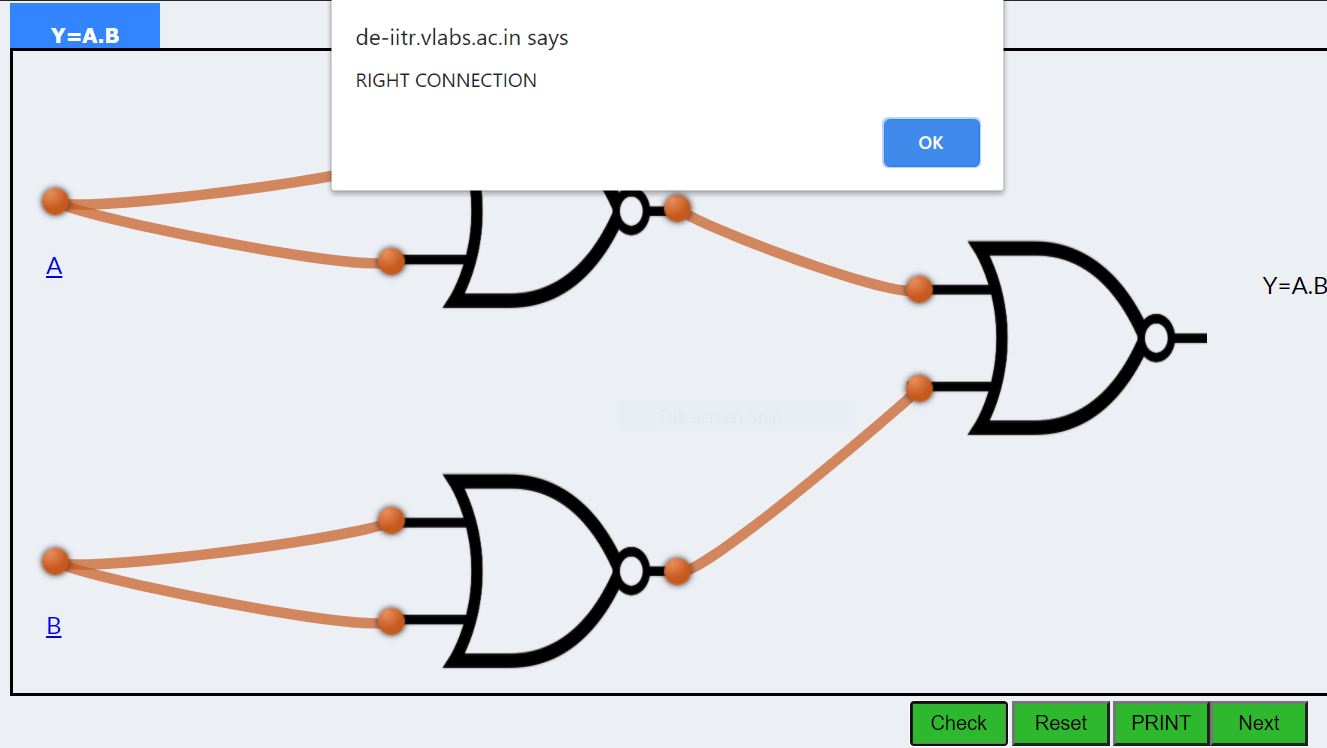 Y=A.B
de-iitr.vlabs.ac.in says
RIGHT CONNECTION
OK
A
Y=A.B
Full-screen Snip
B
Check Reset PRINT Next